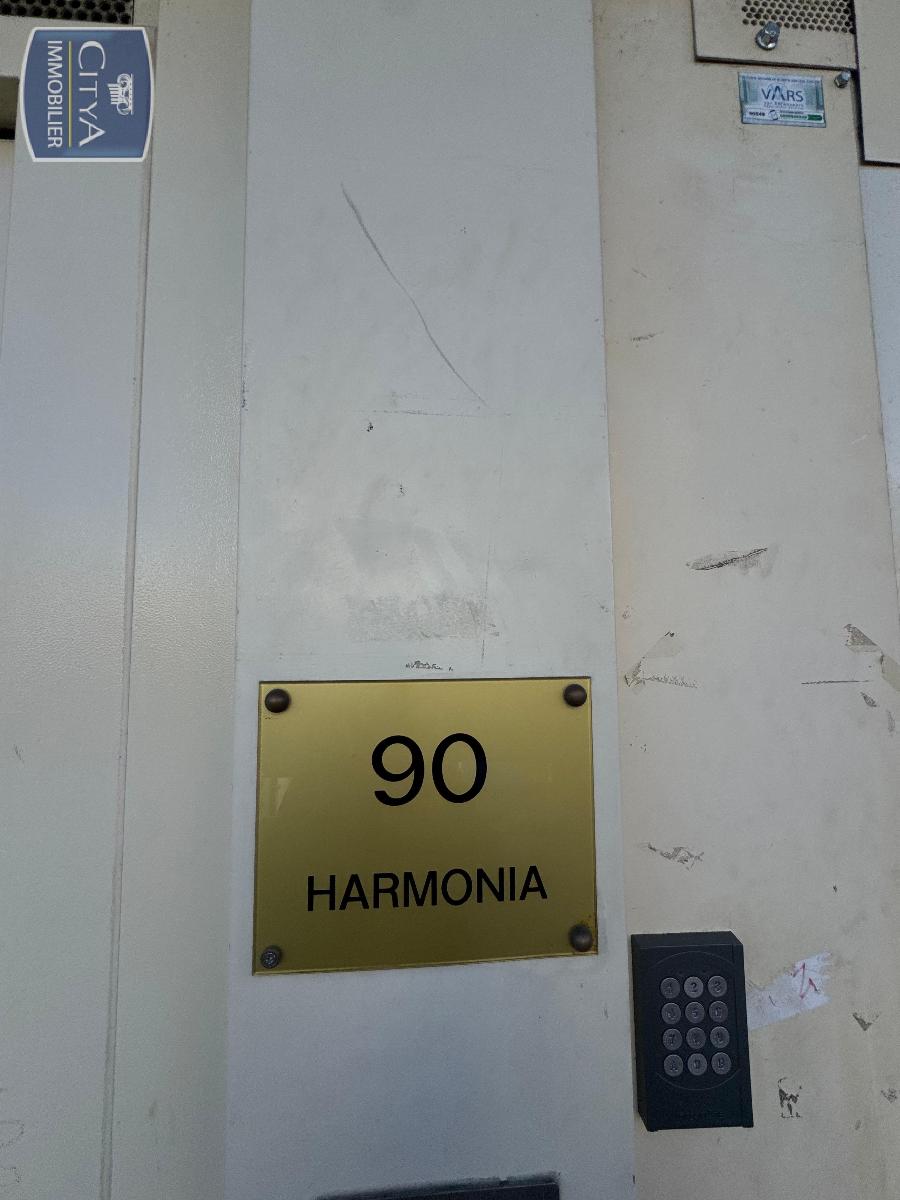 CITYA
IMMOBILIER
VARS
90
HARMONIA